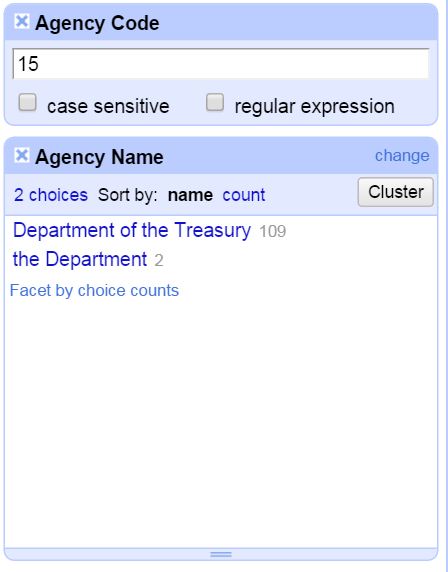 Agency Code
15
case sensitive regular expression
Agency Name change
2 choices Sort by: name count Cluster
Department of the Treasury 109
the Department 2
Facet by choice counts